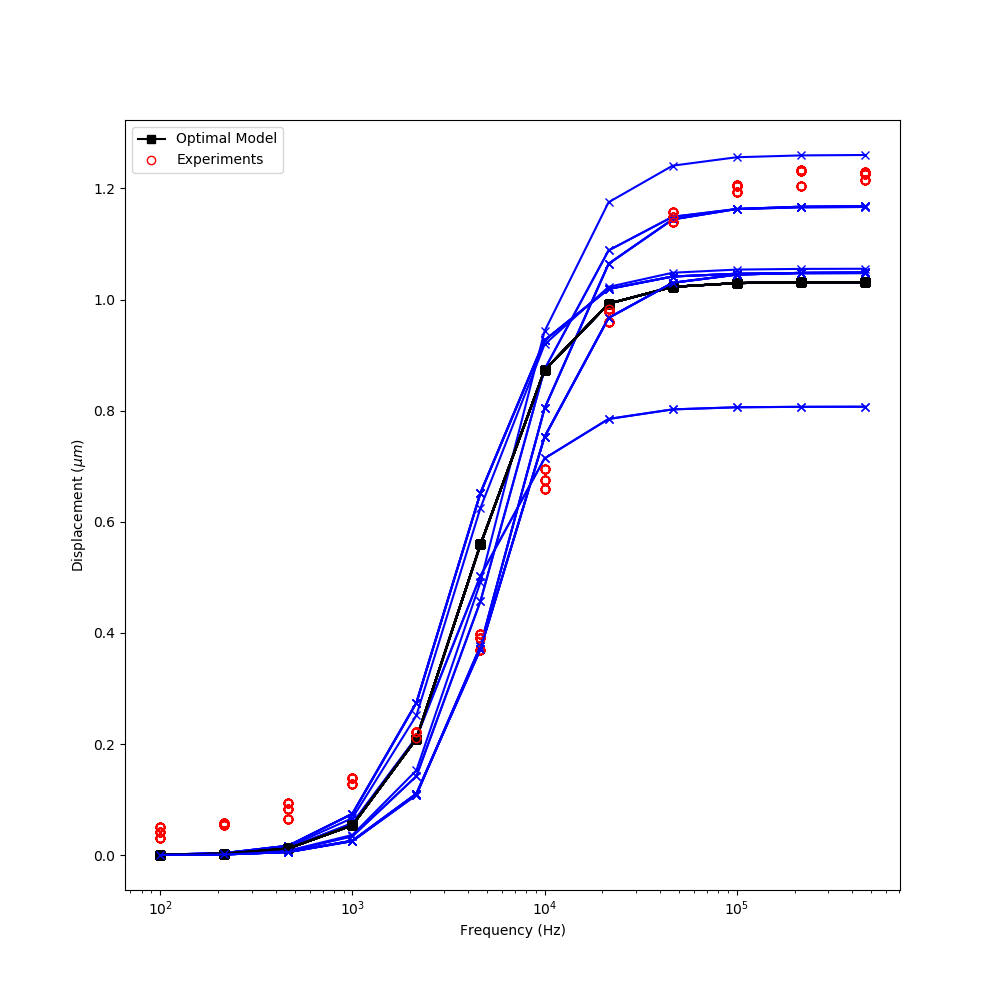 Optimal Model
Experiments
1.2
1.0
0.8
0.6
0.4
0.2
0.0
Displacement (μm)
10² 10³ 10⁴ 10⁵
Frequency (Hz)